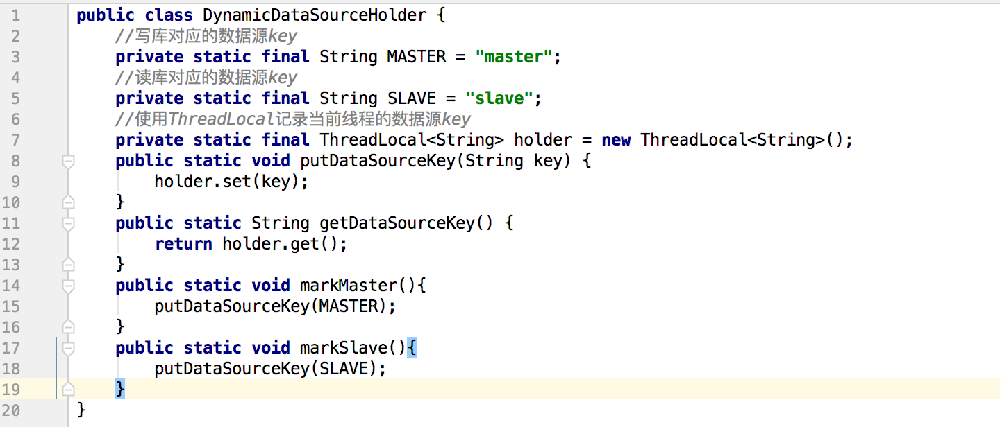 1 public class DynamicDataSourceHolder {
2 //写库对应的数据源key
3 private static final String MASTER = "master";
4 //读库对应的数据源key
5 private static final String SLAVE = "slave";
6 //使用ThreadLocal记录当前线程的数据源key
7 private static final ThreadLocal<String> holder = new ThreadLocal<String>();
8 public static void putDataSourceKey(String key) {
9 holder.set(key);
10 }
11 public static String getDataSourceKey() {
12 return holder.get();
13 }
14 public static void markMaster(){
15 putDataSourceKey(MASTER);
16 }
17 public static void markSlave(){
18 putDataSourceKey(SLAVE);
19 }
20 }